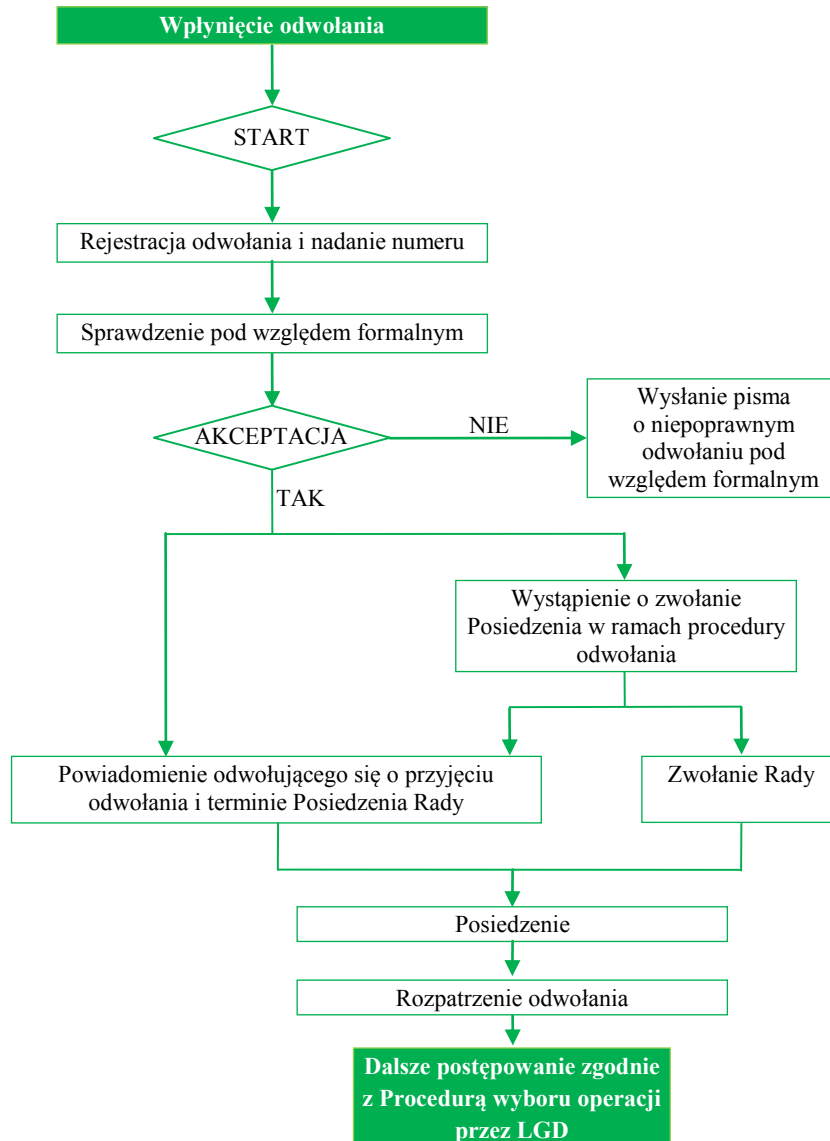 Wpłynięcie odwołania
START
Rejestracja odwołania i nadanie numeru
Sprawdzenie pod względem formalnym
AKCEPTACJA
NIE
Wysłanie pisma
o niepoprawnym
odwołaniu pod
względem formalnym
TAK
Wystąpienie o zwołanie
Posiedzenia w ramach procedury
odwołania
Powiadomienie odwołującego się o przyjęciu
odwołania i terminie Posiedzenia Rady
Zwołanie Rady
Posiedzenie
Rozpatrzenie odwołania
Dalsze postępowanie zgodnie
z Procedurą wyboru operacji
przez LGD